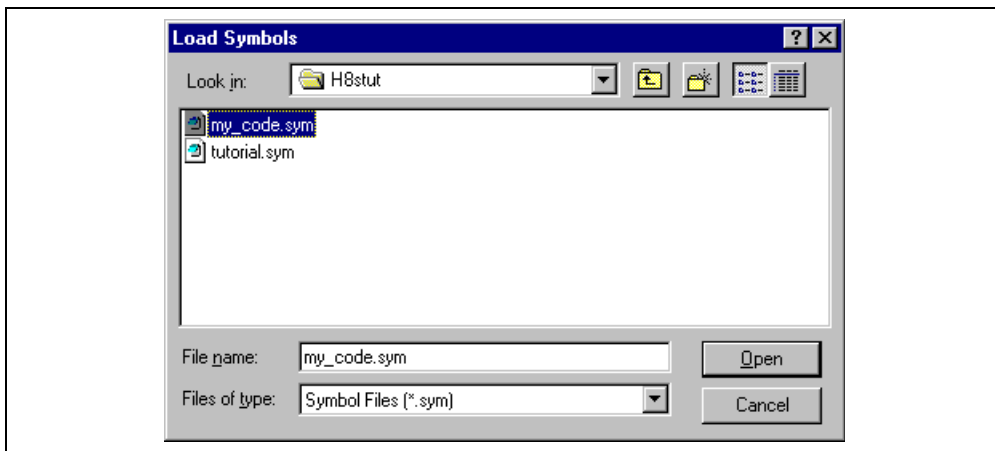 Load Symbols
Look in: H8stut
my_code.sym
tutorial.sym
File name: my_code.sym Open
Files of type: Symbol Files (*.sym) Cancel